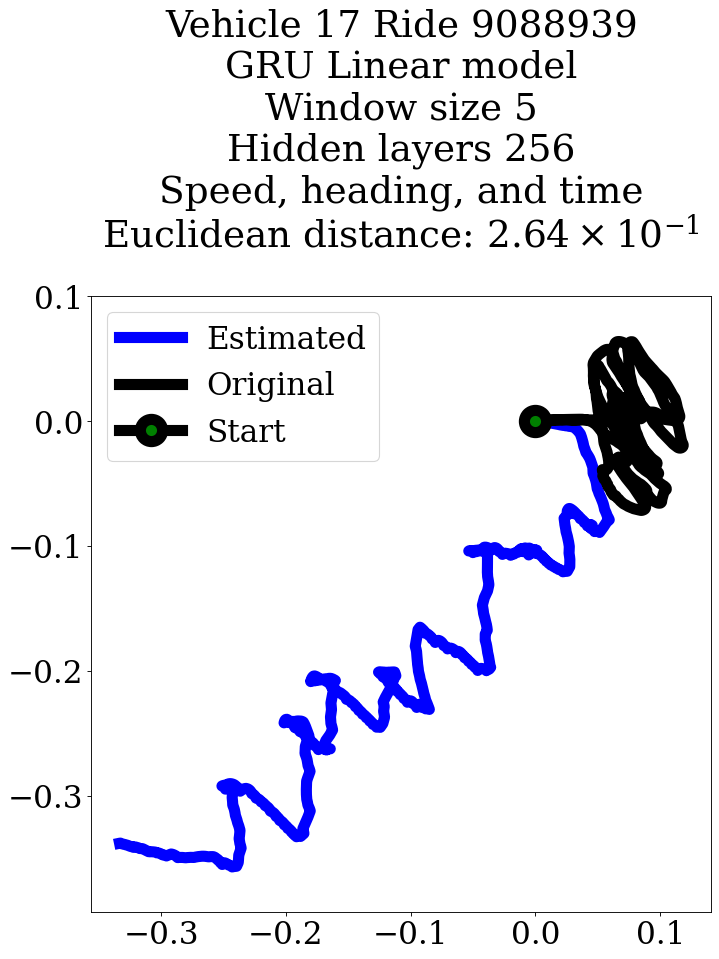 Vehicle 17 Ride 9088939
GRU Linear model
Window size 5
Hidden layers 256
Speed, heading, and time
Euclidean distance: 2.64 × 10⁻¹
Estimated
Original
Start
0.1
0.0
−0.1
−0.2
−0.3
−0.3 −0.2 −0.1 0.0 0.1